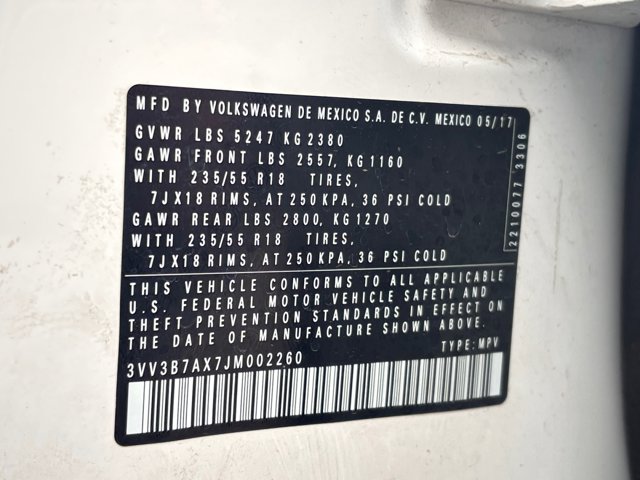 MFD BY VOLKSWAGEN DE MEXICO S.A. DE C.V. MEXICO 05/17
GVWR LBS 5247 KG 2380
GAWR FRONT LBS 2557, KG 1160
WITH 235/55 R18 TIRES,
7JX18 RIMS, AT 250 KPA, 36 PSI COLD
GAWR REAR LBS 2800, KG 1270
WITH 235/55 R18 TIRES,
7JX18 RIMS, AT 250 KPA, 36 PSI COLD
2210077 3306
THIS VEHICLE CONFORMS TO ALL APPLICABLE
U.S. FEDERAL MOTOR VEHICLE SAFETY AND
THEFT PREVENTION STANDARDS IN EFFECT ON
THE DATE OF MANUFACTURE SHOWN ABOVE.
3VV3B7AX7JM002260 TYPE: MPV